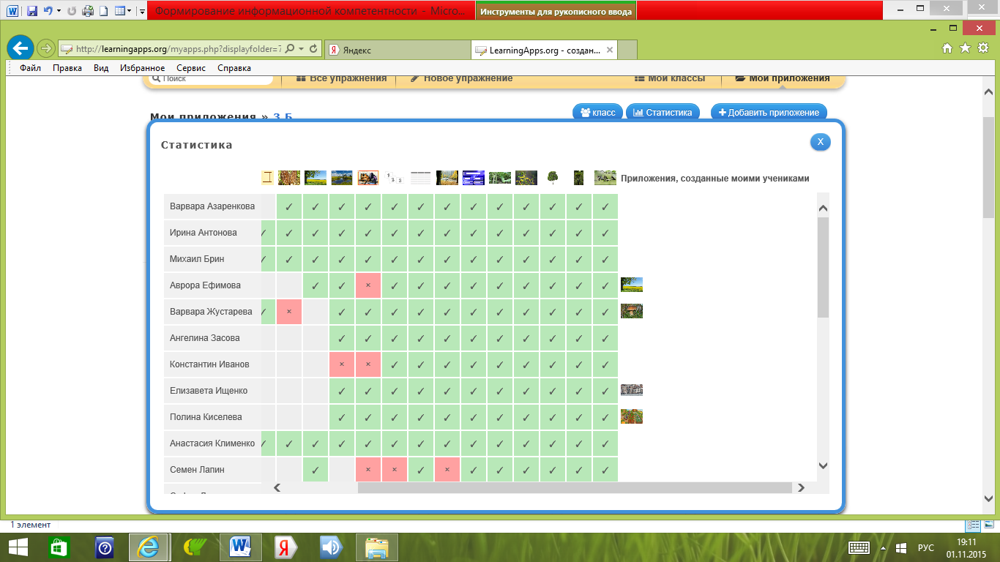 Формирование информационной компетентности - Micro...
Инструменты для рукописного ввода
http://learningapps.org/myapps.php?displayfolder=7
Яндекс
LearningApps.org - создан...
Файл Правка Вид Избранное Сервис Справка
Поиск
Все упражнения
Новое упражнение
Мои классы
Мои приложения
Мои приложения » 3 Б
класс
Статистика
Добавить приложение
Статистика
X
Приложения, созданные моими учениками
Варвара Азаренкова
Ирина Антонова
Михаил Брин
Аврора Ефимова
Варвара Жустарева
Ангелина Засова
Константин Иванов
Елизавета Ищенко
Полина Киселева
Анастасия Клименко
Семен Лапин
1 элемент
РУС
19:11
01.11.2015